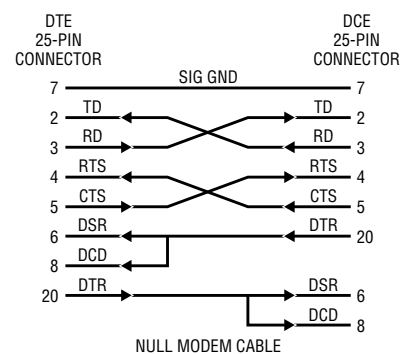 DTE
25-PIN
CONNECTOR
DCE
25-PIN
CONNECTOR
7 SIG GND 7
2 TD TD 2
3 RD RD 3
4 RTS RTS 4
5 CTS CTS 5
6 DSR DTR 20
8 DCD
20 DTR DSR 6
DCD 8
NULL MODEM CABLE